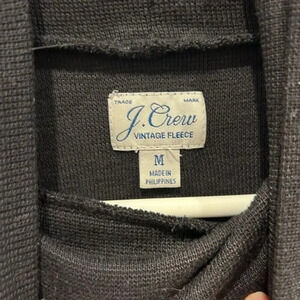 TRADE MARK
J.Crew
VINTAGE FLEECE
M
MADE IN
PHILIPPINES